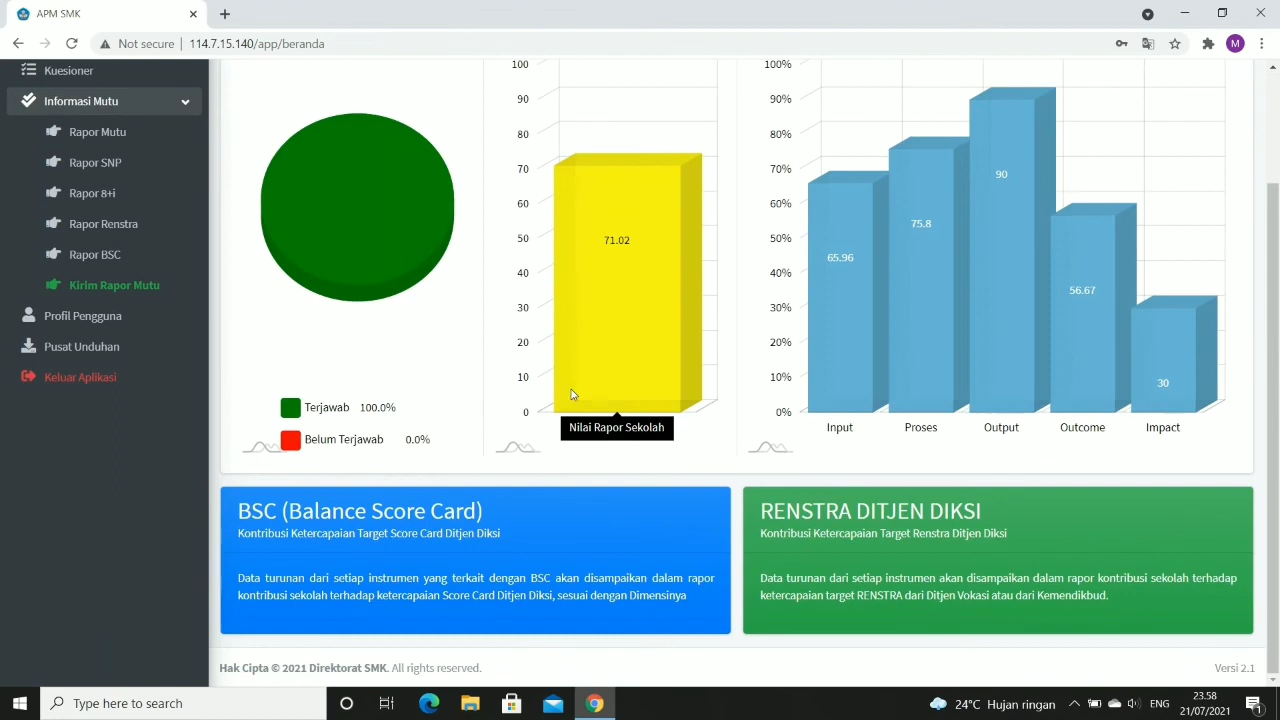 APM SMK
Not secure | 114.7.15.140/app/beranda
M
Kuesioner
Informasi Mutu
Rapor Mutu
Rapor SNP
Rapor 8+i
Rapor Renstra
Rapor BSC
Kirim Rapor Mutu
Profil Pengguna
Pusat Unduhan
Keluar Aplikasi
Terjawab 100.0%
Belum Terjawab 0.0%
100
90
80
70
60
50
40
30
20
10
0
71.02
Nilai Rapor Sekolah
100%
90%
80%
70%
60%
50%
40%
30%
20%
10%
0%
65.96
75.8
90
56.67
30
Input Proses Output Outcome Impact
BSC (Balance Score Card)
Kontribusi Ketercapaian Target Score Card Ditjen Diksi
Data turunan dari setiap instrumen yang terkait dengan BSC akan disampaikan dalam rapor
kontribusi sekolah terhadap ketercapaian Score Card Ditjen Diksi, sesuai dengan Dimensinya
RENSTRA DITJEN DIKSI
Kontribusi Ketercapaian Target Renstra Ditjen Diksi
Data turunan dari setiap instrumen akan disampaikan dalam rapor kontribusi sekolah terhadap
ketercapaian target RENSTRA dari Ditjen Vokasi atau dari Kemendikbud.
Hak Cipta © 2021 Direktorat SMK. All rights reserved.
Versi 2.1
Type here to search
24°C Hujan ringan
ENG
23.58
21/07/2021
1